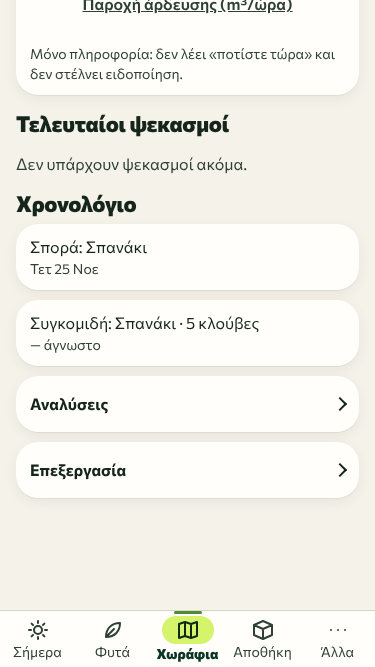 Παροχή άρδευσης (m³/ώρα)
Μόνο πληροφορία: δεν λέει «ποτίστε τώρα» και
δεν στέλνει ειδοποίηση.
Τελευταίοι ψεκασμοί
Δεν υπάρχουν ψεκασμοί ακόμα.
Χρονολόγιο
Σπορά: Σπανάκι
Τετ 25 Νοε
Συγκομιδή: Σπανάκι · 5 κλούβες
— άγνωστο
Αναλύσεις
Επεξεργασία
Σήμερα
Φυτά
Χωράφια
Αποθήκη
Άλλα